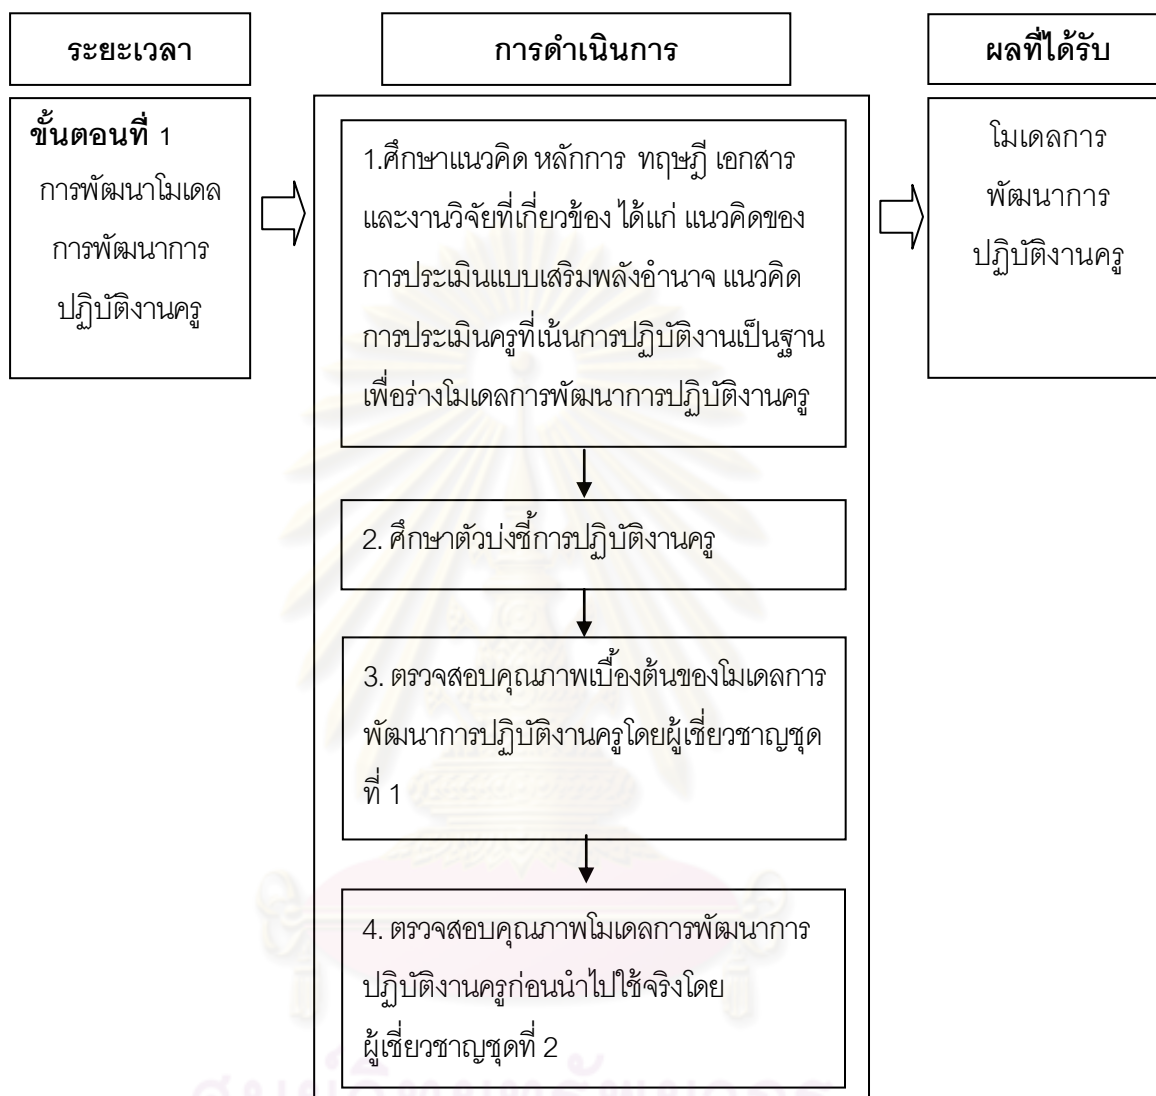 ระยะเวลา
การดำเนินการ
ผลที่ได้รับ
ขั้นตอนที่ 1
การพัฒนาโมเดล
การพัฒนาการ
ปฏิบัติงานครู
1.ศึกษาแนวคิด หลักการ ทฤษฎี เอกสาร
และงานวิจัยที่เกี่ยวข้อง ได้แก่ แนวคิดของ
การประเมินแบบเสริมพลังอำนาจ แนวคิด
การประเมินครูที่เน้นการปฏิบัติงานเป็นฐาน
เพื่อร่างโมเดลการพัฒนาการปฏิบัติงานครู
2. ศึกษาตัวบ่งชี้การปฏิบัติงานครู
3. ตรวจสอบคุณภาพเบื้องต้นของโมเดลการ
พัฒนาการปฏิบัติงานครูโดยผู้เชี่ยวชาญชุด
ที่ 1
4. ตรวจสอบคุณภาพโมเดลการพัฒนาการ
ปฏิบัติงานครูก่อนนำไปใช้จริงโดย
ผู้เชี่ยวชาญชุดที่ 2
โมเดลการ
พัฒนาการ
ปฏิบัติงานครู